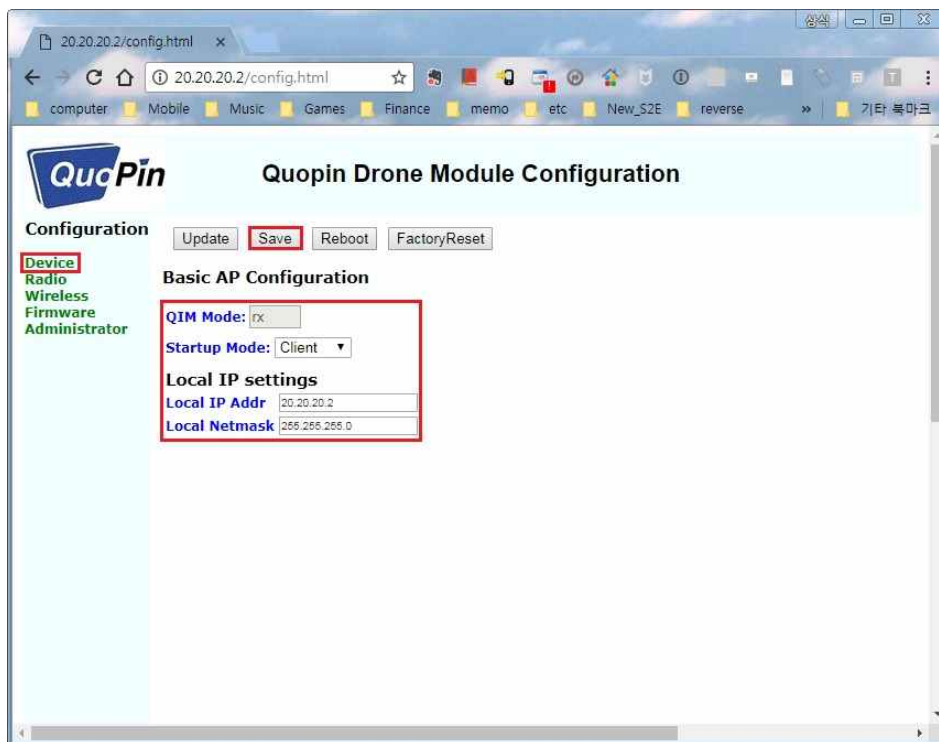 상식
20.20.20.2/config.html
20.20.20.2/config.html
computer Mobile Music Games Finance memo etc New_S2E reverse » 기타 북마크
QuoPin
Quopin Drone Module Configuration
Configuration
Update Save Reboot FactoryReset
Device
Radio
Wireless
Firmware
Administrator
Basic AP Configuration
QIM Mode: rx
Startup Mode: Client
Local IP settings
Local IP Addr 20.20.20.2
Local Netmask 255.255.255.0